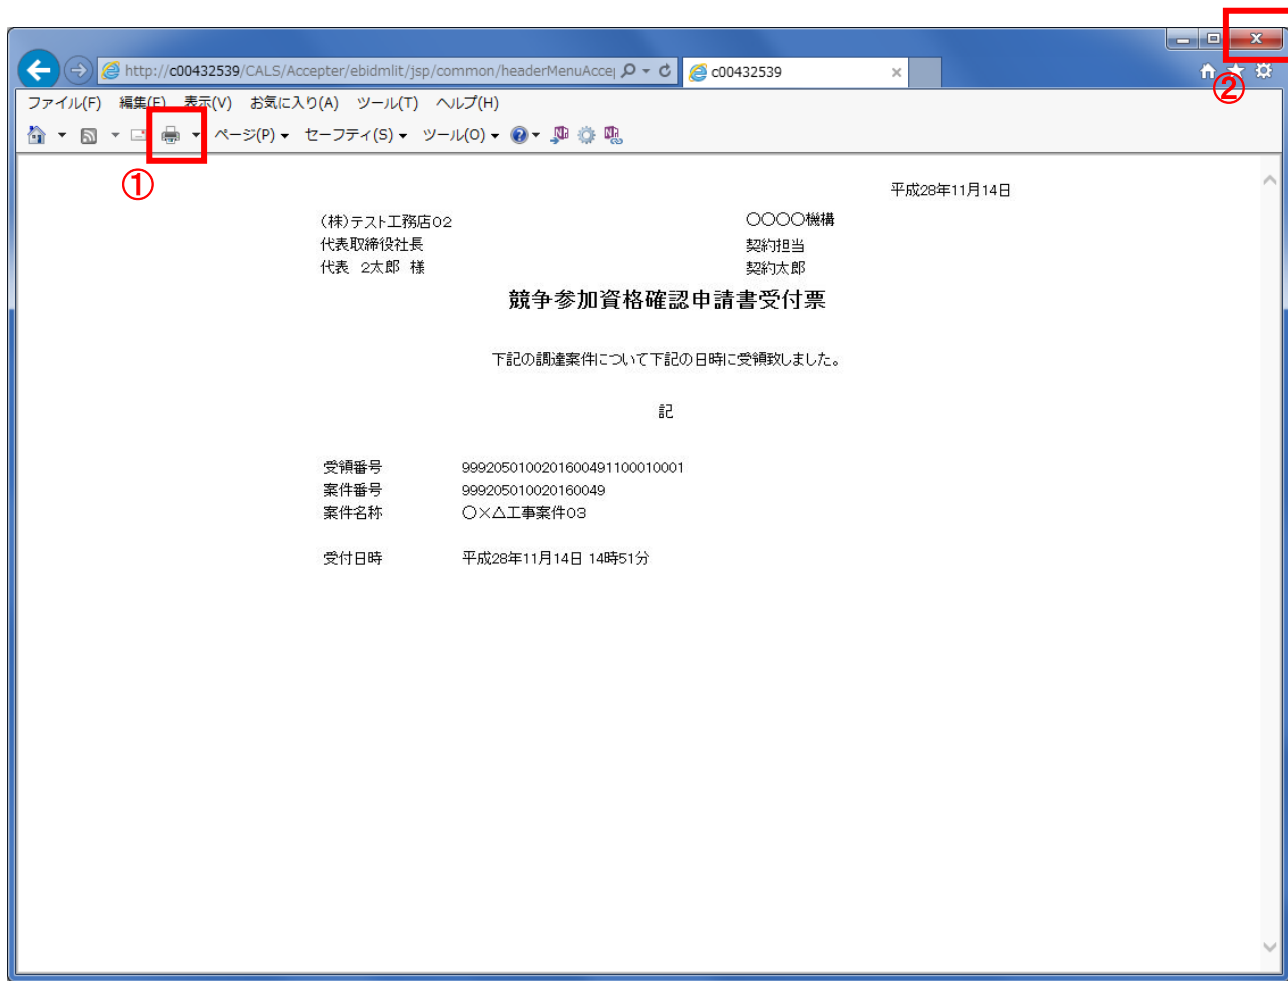 ②
http://c00432539/CALS/Accepter/ebidmlit/jsp/common/headerMenuAccep
c00432539
ファイル(F) 編集(E) 表示(V) お気に入り(A) ツール(T) ヘルプ(H)
ページ(P) セーフティ(S) ツール(O)
①
平成28年11月14日
(株)テスト工務店02 〇〇〇〇機構
代表取締役社長 契約担当
代表 2太郎 様 契約太郎
競争参加資格確認申請書受付票
下記の調達案件について下記の日時に受領致しました。
記
受領番号 9992050100201600491100010001
案件番号 999205010020160049
案件名称 〇×△工事案件03
受付日時 平成28年11月14日 14時51分